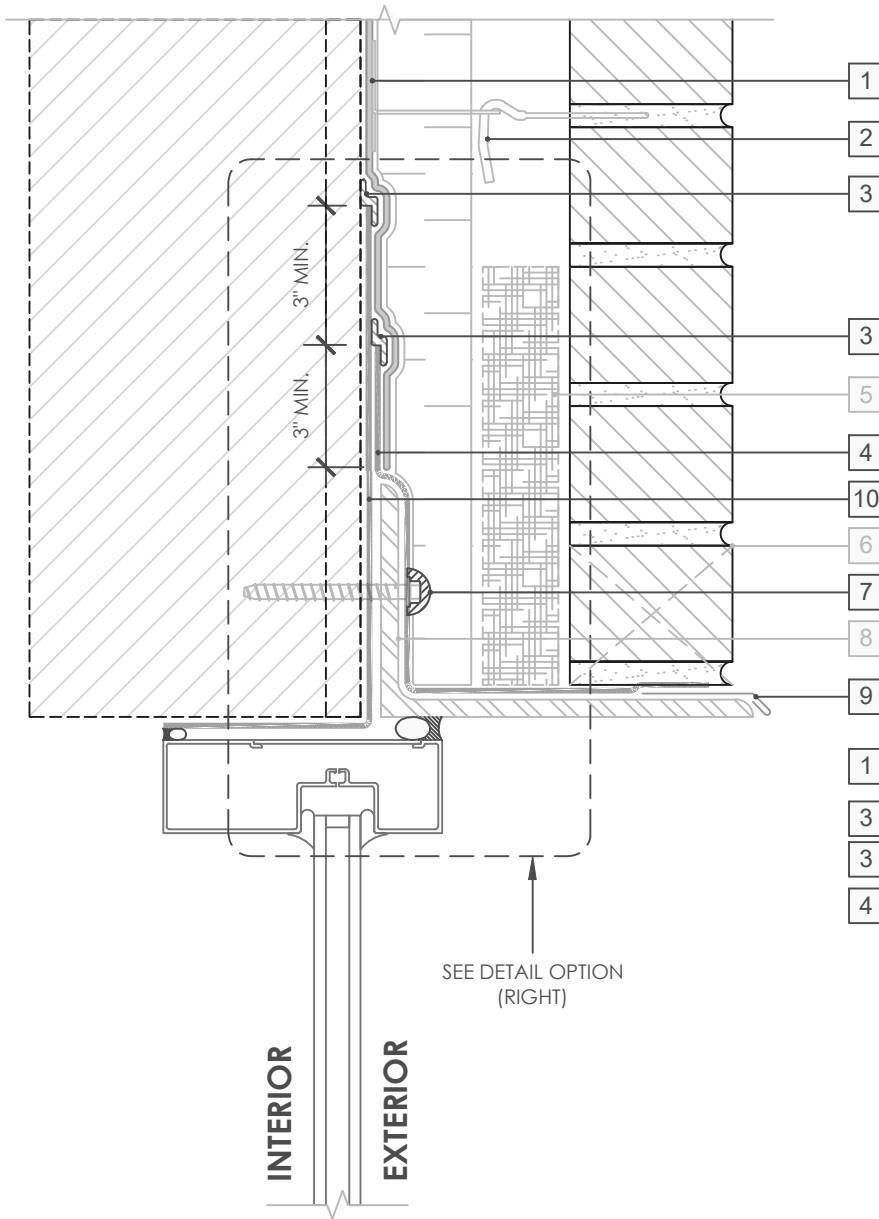 1
2
3
3" MIN.
3
3" MIN.
5
4
10
6
7
8
9
1
3
3
4
SEE DETAIL OPTION
(RIGHT)
INTERIOR
EXTERIOR